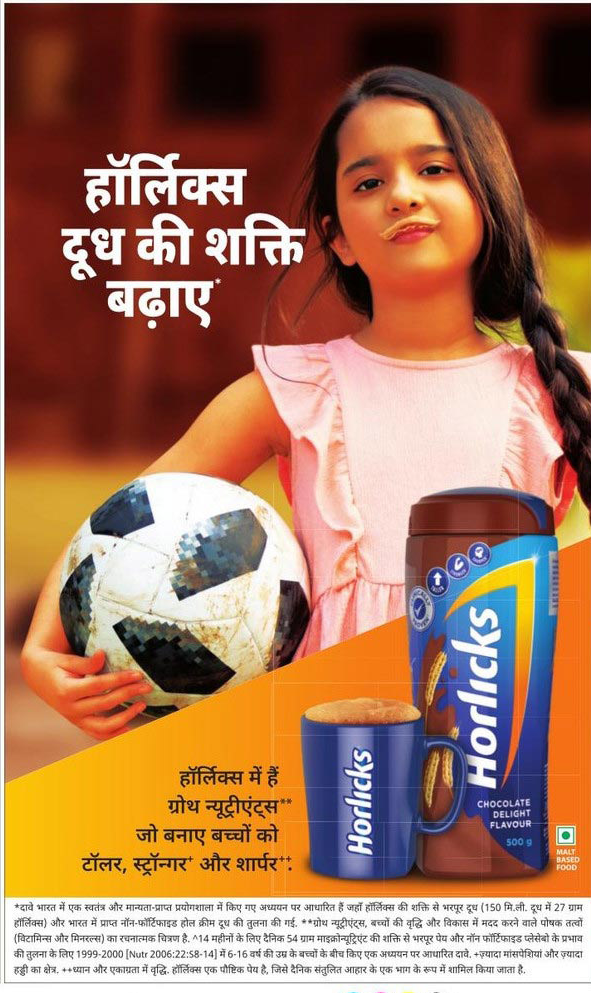 हॉर्लिक्स
दूध की शक्ति
बढ़ाए*
Horlicks
CHOCOLATE
DELIGHT
FLAVOUR
500 g
MALT
BASED
FOOD
Horlicks
हॉर्लिक्स में हैं
ग्रोथ न्यूट्रीएंट्स**
जो बनाए बच्चों को
टॉलर, स्ट्रॉन्गर+ और शार्पर++.
*दावे भारत में एक स्वतंत्र और मान्यता-प्राप्त प्रयोगशाला में किए गए अध्ययन पर आधारित हैं जहाँ हॉर्लिक्स की शक्ति से भरपूर दूध (150 मि.ली. दूध में 27 ग्राम
हॉर्लिक्स) और भारत में प्राप्त नॉन-फॉर्टिफाइड होल क्रीम दूध की तुलना की गई. **ग्रोथ न्यूट्रीएंट्स, बच्चों की वृद्धि और विकास में मदद करने वाले पोषक तत्वों
(विटामिन्स और मिनरल्स) का रचनात्मक चित्रण है. ^14 महीनों के लिए दैनिक 54 ग्राम माइक्रोन्यूट्रिएंट की शक्ति से भरपूर पेय और नॉन फॉर्टिफाइड प्लेसेबो के प्रभाव
की तुलना के लिए 1999-2000 [Nutr 2006:22:S8-14] में 6-16 वर्ष की उम्र के बच्चों के बीच किए एक अध्ययन पर आधारित दावे. +ज़्यादा मांसपेशियां और ज़्यादा
हड्डी का क्षेत्र. ++ध्यान और एकाग्रता में वृद्धि. हॉर्लिक्स एक पौष्टिक पेय है, जिसे दैनिक संतुलित आहार के एक भाग के रूप में शामिल किया जाता है.